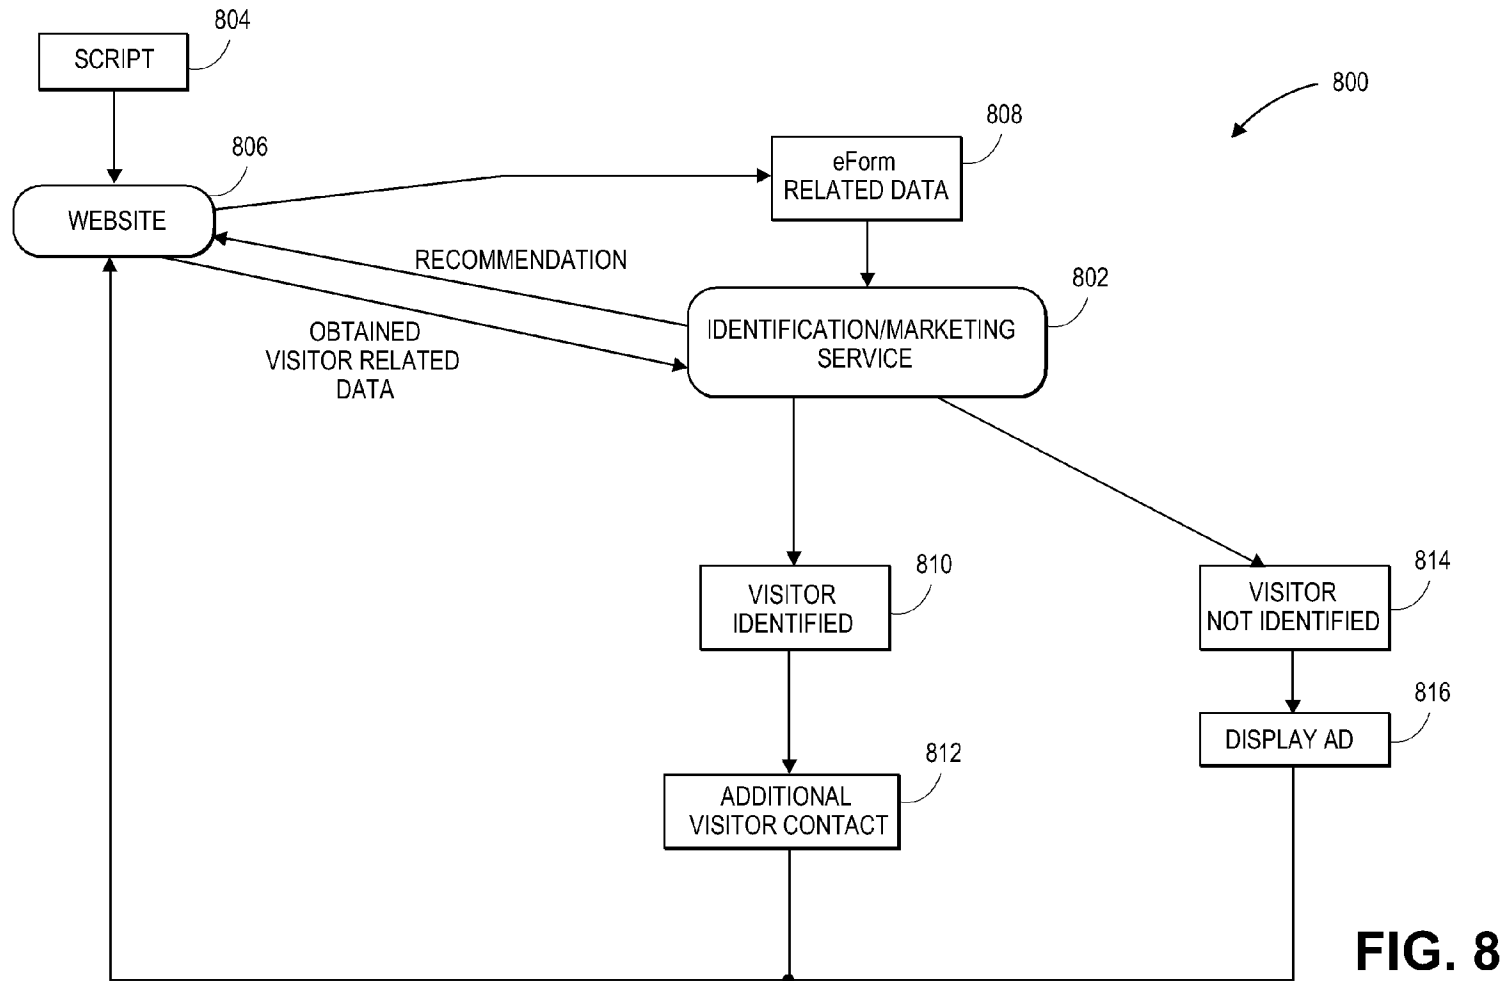 804
SCRIPT
800
808
806
eForm
RELATED DATA
WEBSITE
RECOMMENDATION
802
OBTAINED
VISITOR RELATED
DATA
IDENTIFICATION/MARKETING
SERVICE
810
814
VISITOR
IDENTIFIED
VISITOR
NOT IDENTIFIED
816
DISPLAY AD
812
ADDITIONAL
VISITOR CONTACT
FIG. 8